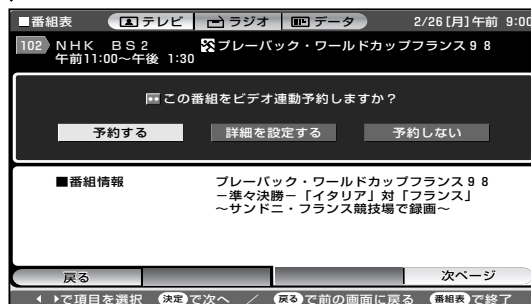 ■番組表 テレビ ラジオ データ 2/26[月]午前 9:00
102 NHK BS2 プレーバック・ワールドカップフランス98
午前11:00～午後 1:30
この番組をビデオ連動予約しますか？
予約する 詳細を設定する 予約しない
■番組情報 プレーバック・ワールドカップフランス98
－準々決勝－「イタリア」対「フランス」
～サンドニ・フランス競技場で録画～
戻る 次ページ
で項目を選択 決定で次へ ／ 戻るで前の画面に戻る 番組表で終了